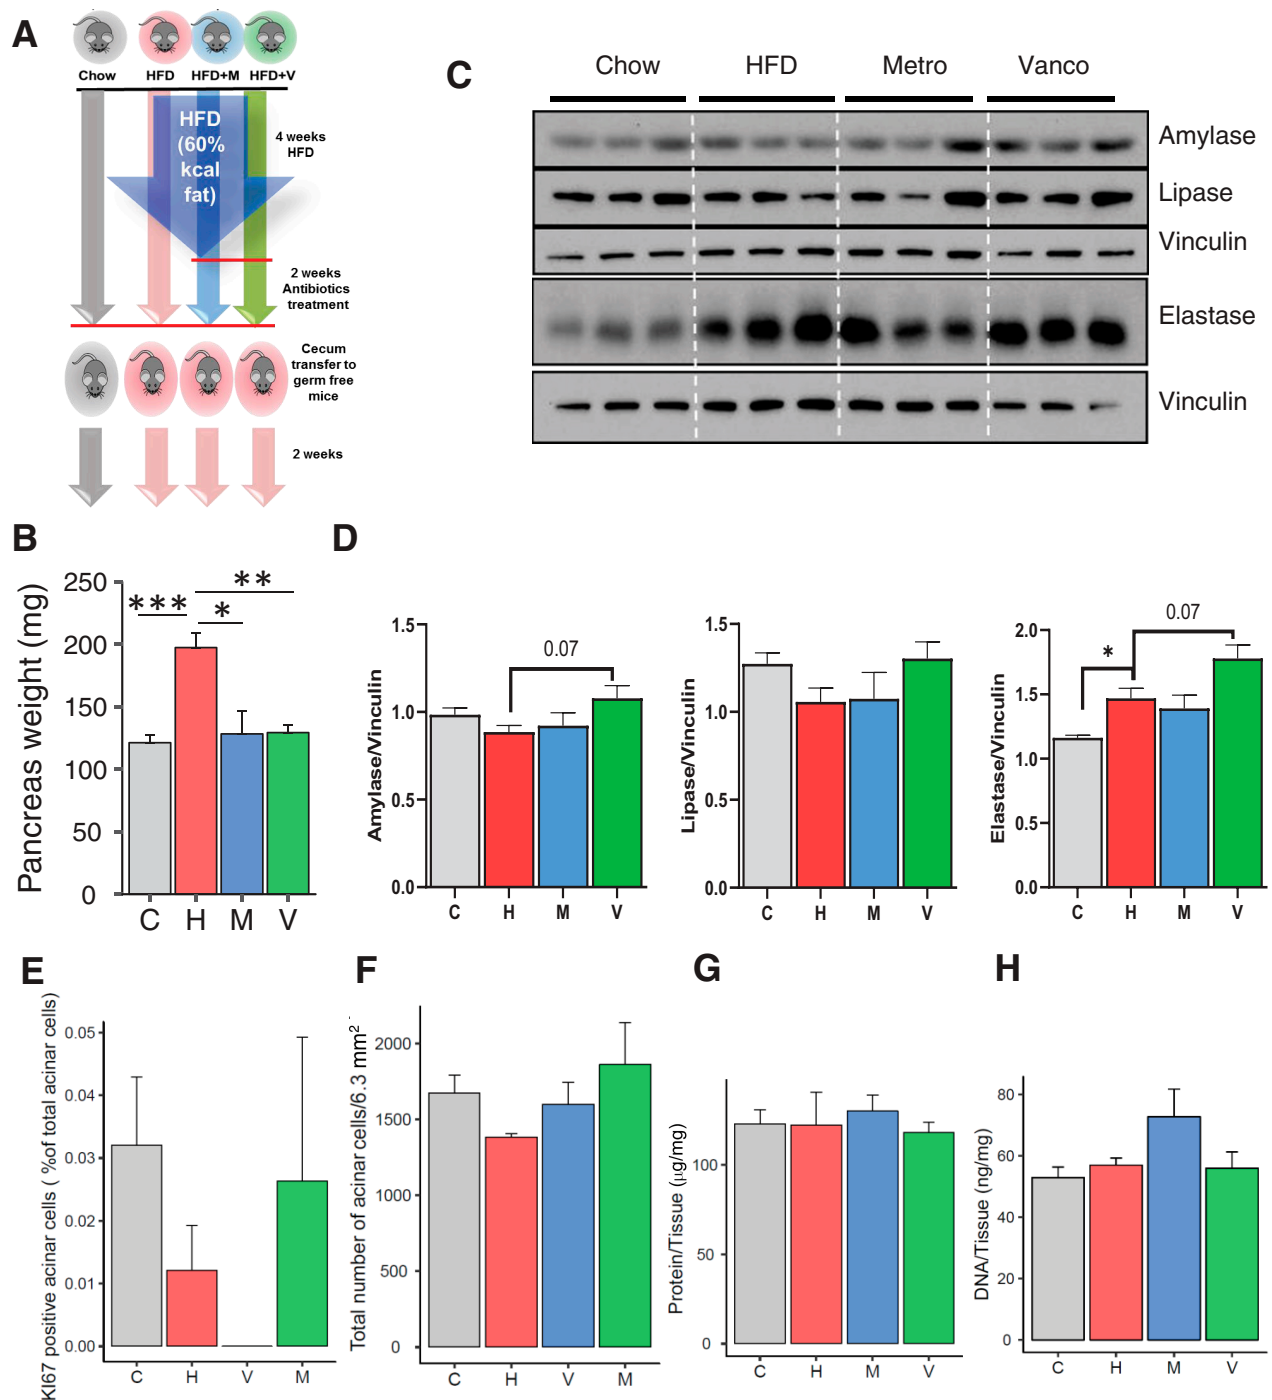 A
Chow HFD HFD+M HFD+V
HFD
(60%
kcal
fat)
4 weeks
HFD
2 weeks
Antibiotics
treatment
Cecum
transfer to
germ free
mice
2 weeks
C
Chow HFD Metro Vanco
Amylase
Lipase
Vinculin
Elastase
Vinculin
B
Pancreas weight (mg)
250
200
150
100
50
0
***
*
**
C H M V
D
Amylase/Vinculin
1.5
1.0
0.5
0.0
0.07
C H M V
Lipase/Vinculin
1.5
1.0
0.5
0.0
C H M V
Elastase/Vinculin
2.0
1.5
1.0
0.5
0.0
*
0.07
C H M V
E
KI67 positive acinar cells ( %of total acinar cells)
0.05
0.04
0.03
0.02
0.01
0.00
C H V M
F
Total number of acinar cells/6.3 mm²
2000
1500
1000
500
0
C H V M
G
Protein/Tissue (µg/mg)
100
50
0
C H M V
H
DNA/Tissue (ng/mg)
80
60
40
20
0
C H M V